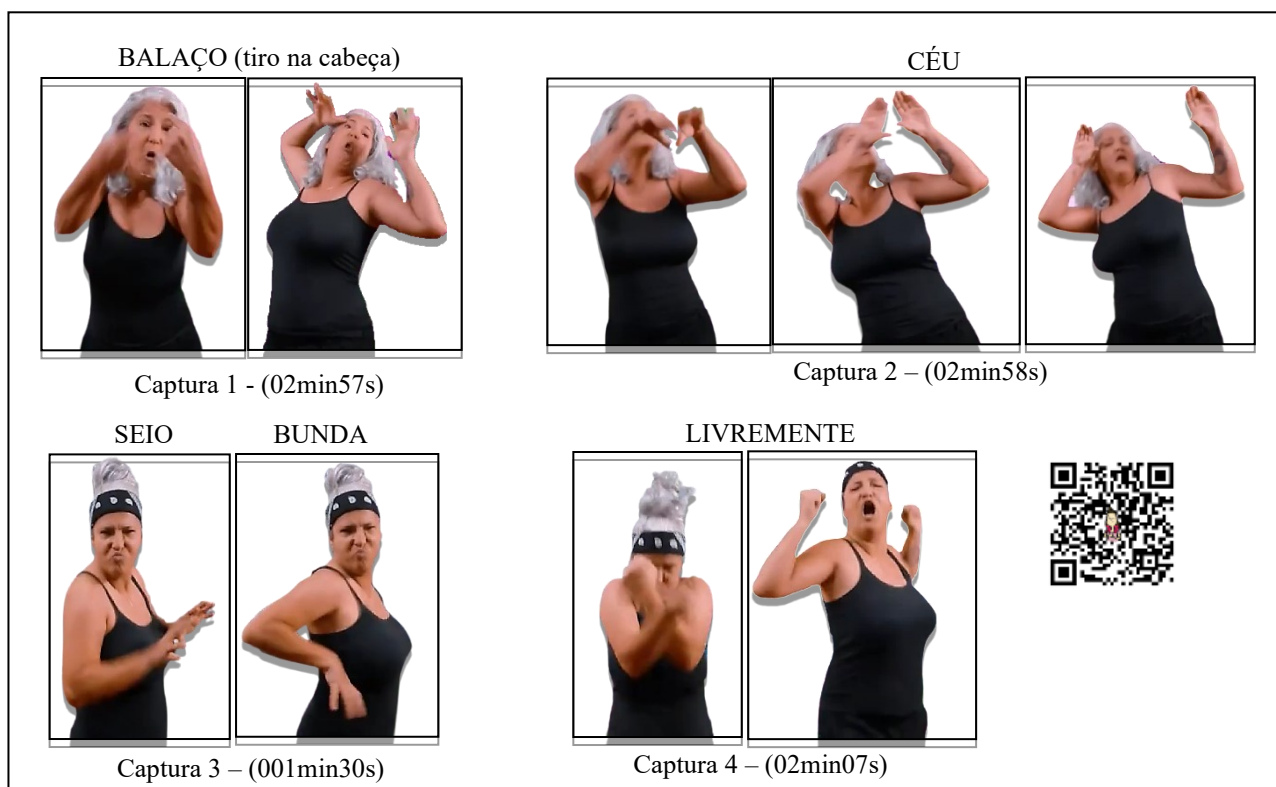 BALAÇO (tiro na cabeça)
CÉU
Captura 1 - (02min57s)
Captura 2 – (02min58s)
SEIO
BUNDA
LIVREMENTE
Captura 3 – (001min30s)
Captura 4 – (02min07s)